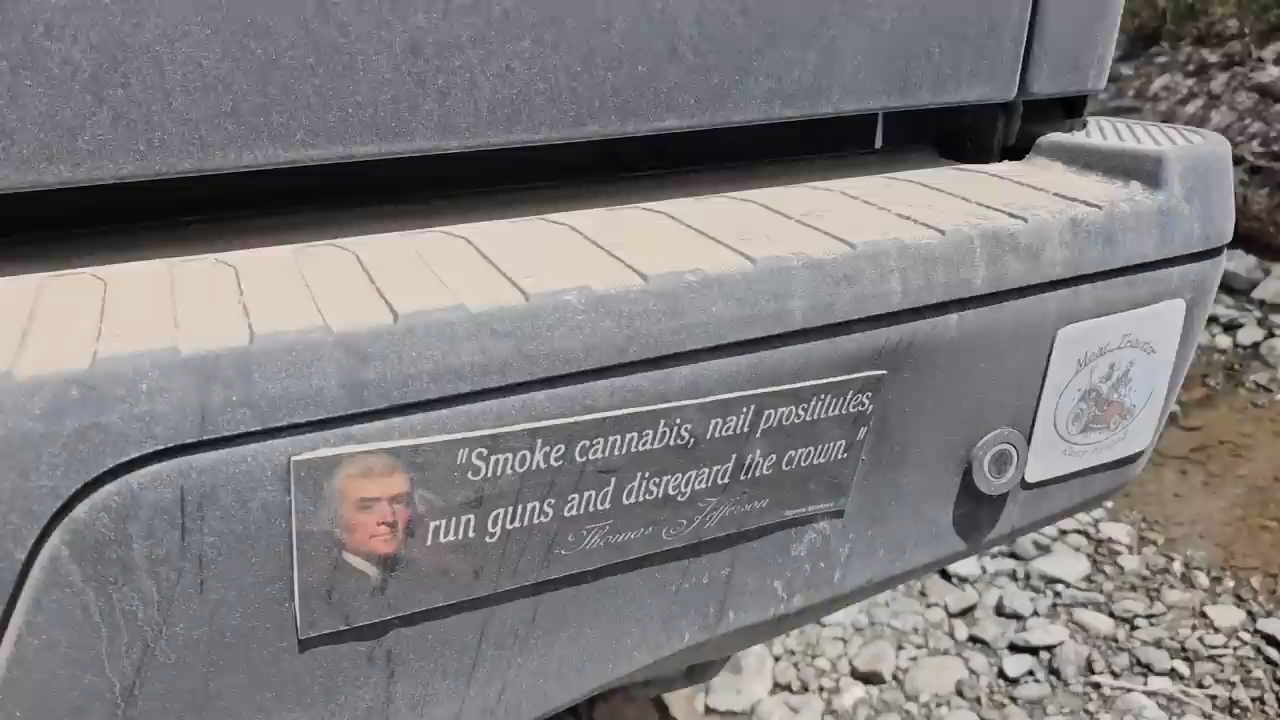 "Smoke cannabis, nail prostitutes,
run guns and disregard the crown."
Thomas Jefferson